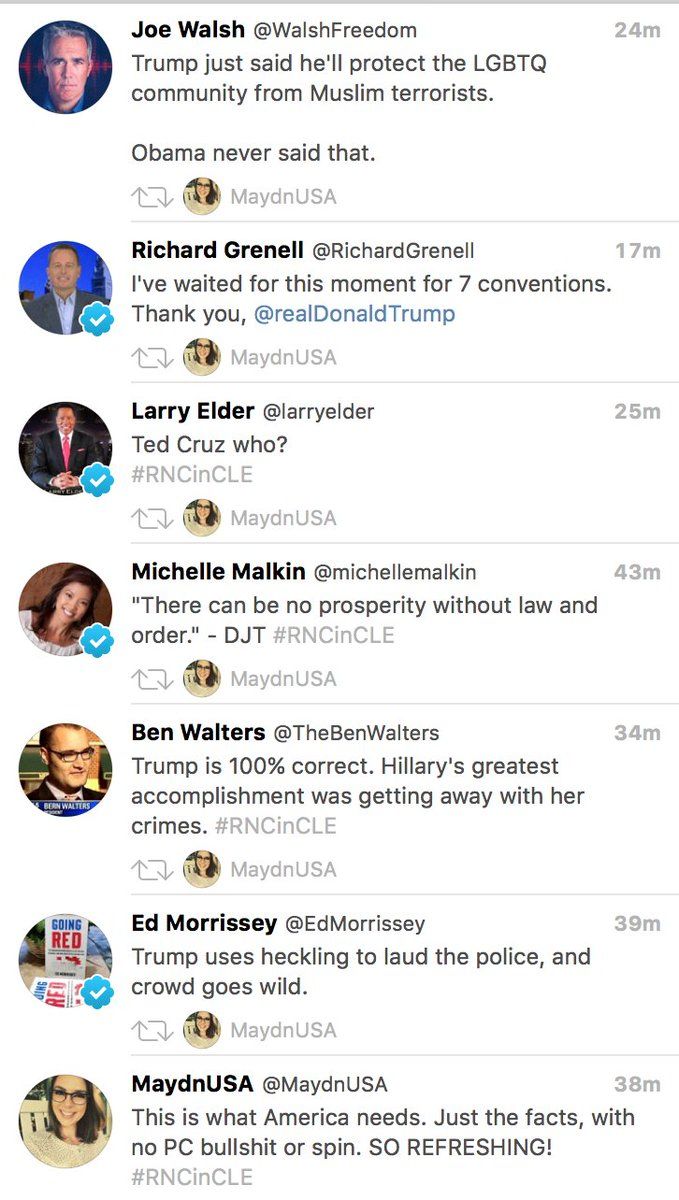 Joe Walsh @WalshFreedom 24m
Trump just said he'll protect the LGBTQ
community from Muslim terrorists.
Obama never said that.
MaydnUSA
Richard Grenell @RichardGrenell 17m
I've waited for this moment for 7 conventions.
Thank you, @realDonaldTrump
MaydnUSA
Larry Elder @larryelder 25m
Ted Cruz who?
#RNCinCLE
MaydnUSA
Michelle Malkin @michellemalkin 43m
"There can be no prosperity without law and
order." - DJT #RNCinCLE
MaydnUSA
Ben Walters @TheBenWalters 34m
Trump is 100% correct. Hillary's greatest
accomplishment was getting away with her
crimes. #RNCinCLE
BERN WALTERS
MaydnUSA
Ed Morrissey @EdMorrissey 39m
GOING
RED
Trump uses heckling to laud the police, and
crowd goes wild.
MaydnUSA
MaydnUSA @MaydnUSA 38m
This is what America needs. Just the facts, with
no PC bullshit or spin. SO REFRESHING!
#RNCinCLE